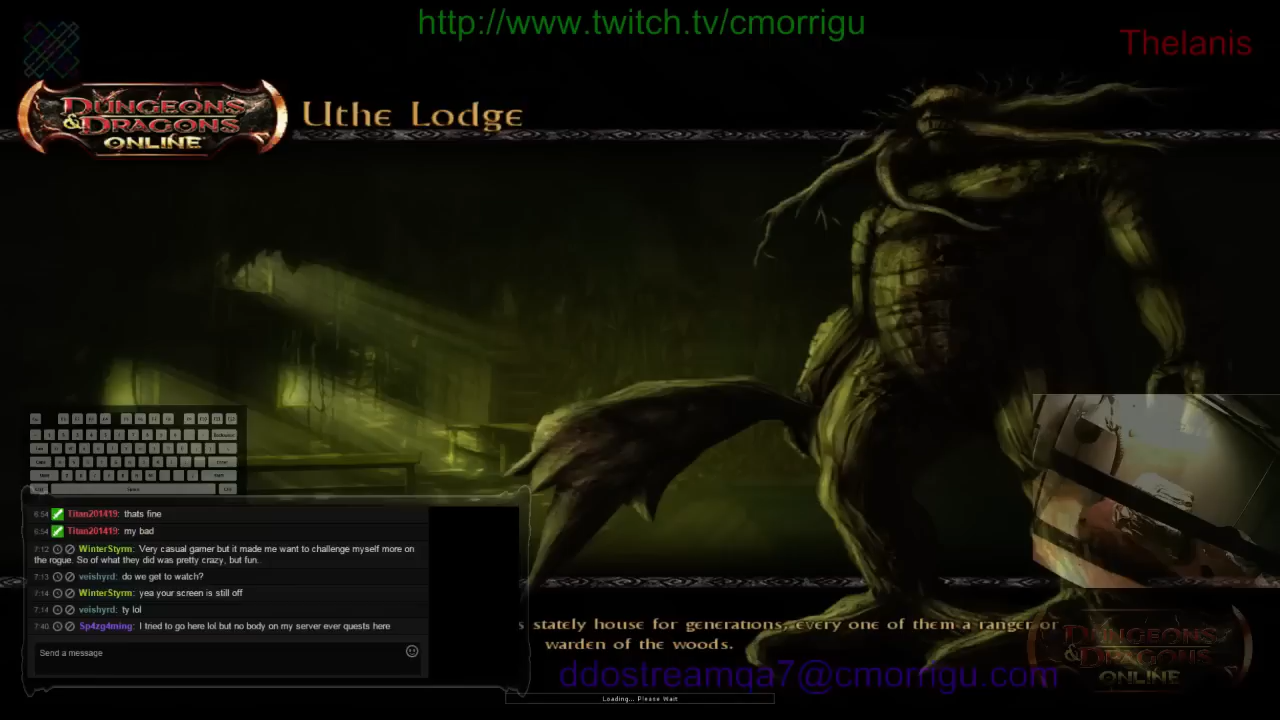 http://www.twitch.tv/cmorrigu
Thelanis
DUNGEONS
& DRAGONS
ONLINE
Uthe Lodge
6:54 Titan201419: thats fine
6:54 Titan201419: my bad
7:12 WinterStyrm: Very casual gamer but it made me want to challenge myself more on
the rogue. So of what they did was pretty crazy, but fun.
7:13 veishyrd: do we get to watch?
7:14 WinterStyrm: yea your screen is still off
7:14 veishyrd: ty lol
7:40 Sp4zg4ming: I tried to go here lol but no body on my server ever quests here
Send a message
s stately house for generations, every one of them a ranger or
warden of the woods.
DUNGEONS
& DRAGONS
ONLINE
ddostreamqa7@cmorrigu.com
Loading... Please Wait